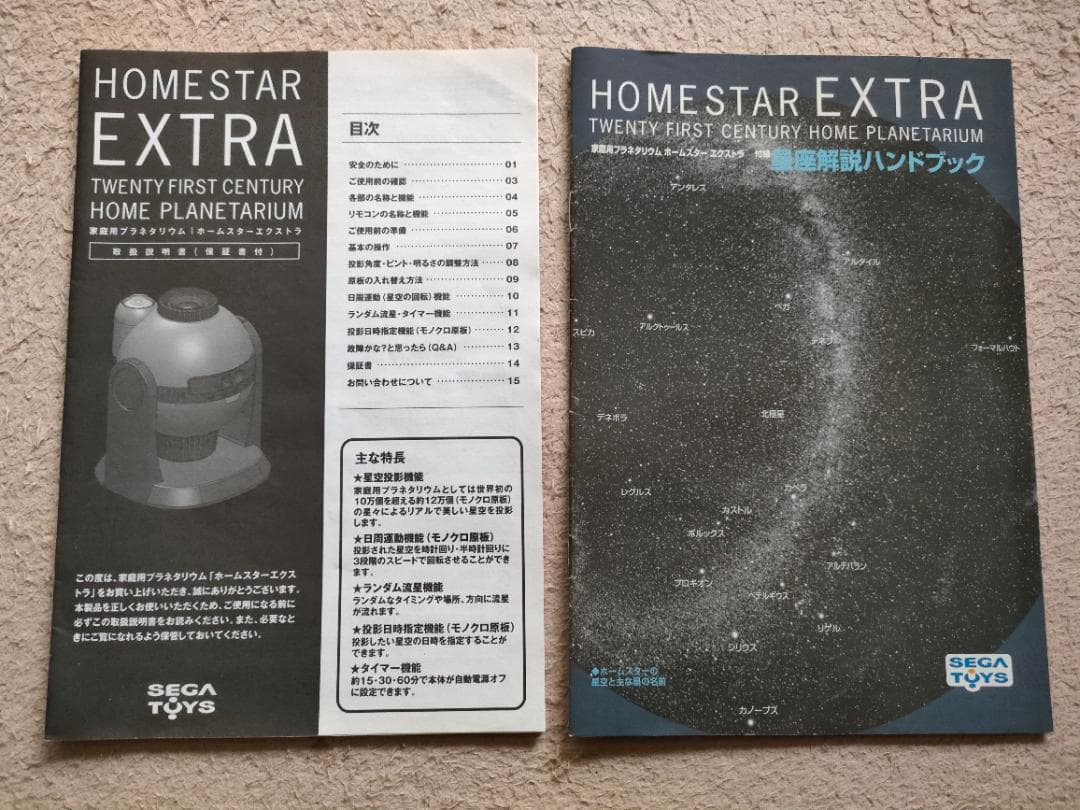 HOMESTAR
EXTRA
TWENTY FIRST CENTURY
HOME PLANETARIUM
家庭用プラネタリウム|ホームスターエクストラ
取扱説明書(保証書付)
この度は、家庭用プラネタリウム「ホームスターエクス
トラ」をお買い上げいただき、誠にありがとうございます。
本製品を正しくお使いいただくため、ご使用になる前に
必ずこの取扱説明書をお読みください。また、必要なと
きにご覧になれるよう保管しておいてください。
SEGA
TOYS
目次
安全のために ……………… 01
ご使用前の確認 ……………… 03
各部の名称と機能 ……………… 04
リモコンの名称と機能 ……………… 05
ご使用前の準備 ……………… 06
基本の操作 ……………… 07
投影角度・ピント・明るさの調整方法 …… 08
原板の入れ替え方法 ……………… 09
日周運動(星空の回転)機能 ………… 10
ランダム流星・タイマー機能 ………… 11
投影日時指定機能(モノクロ原板) ……… 12
故障かな?と思ったら(Q&A) ………… 13
保証書 ……………… 14
お問い合わせについて ……………… 15
主な特長
★星空投影機能
家庭用プラネタリウムとしては世界初の
10万個を超える約12万個(モノクロ原板)
の星々によるリアルで美しい星空を投影
します。
★日周運動機能(モノクロ原板)
投影された星空を時計回り・半時計回りに
3段階のスピードで回転させることができ
ます。
★ランダム流星機能
ランダムなタイミングや場所、方向に流星
が流れます。
★投影日時指定機能(モノクロ原板)
投影したい星空の日時を指定することが
できます。
★タイマー機能
約15・30・60分で本体が自動電源オフ
に設定できます。
HOMESTAR EXTRA
TWENTY FIRST CENTURY HOME PLANETARIUM
家庭用プラネタリウム ホームスター エクストラ 付録
星座解説ハンドブック
アンタレス
アルタイル
ベガ
スピカ
アルクトゥールス
デネブ
フォーマルハウト
デネボラ
北極星
レグルス
カペラ
カストル
ポルックス
アルデバラン
プロキオン
ベテルギウス
リゲル
シリウス
◆ホームスターの
星空と主な星の名前
カノープス
SEGA
TOYS